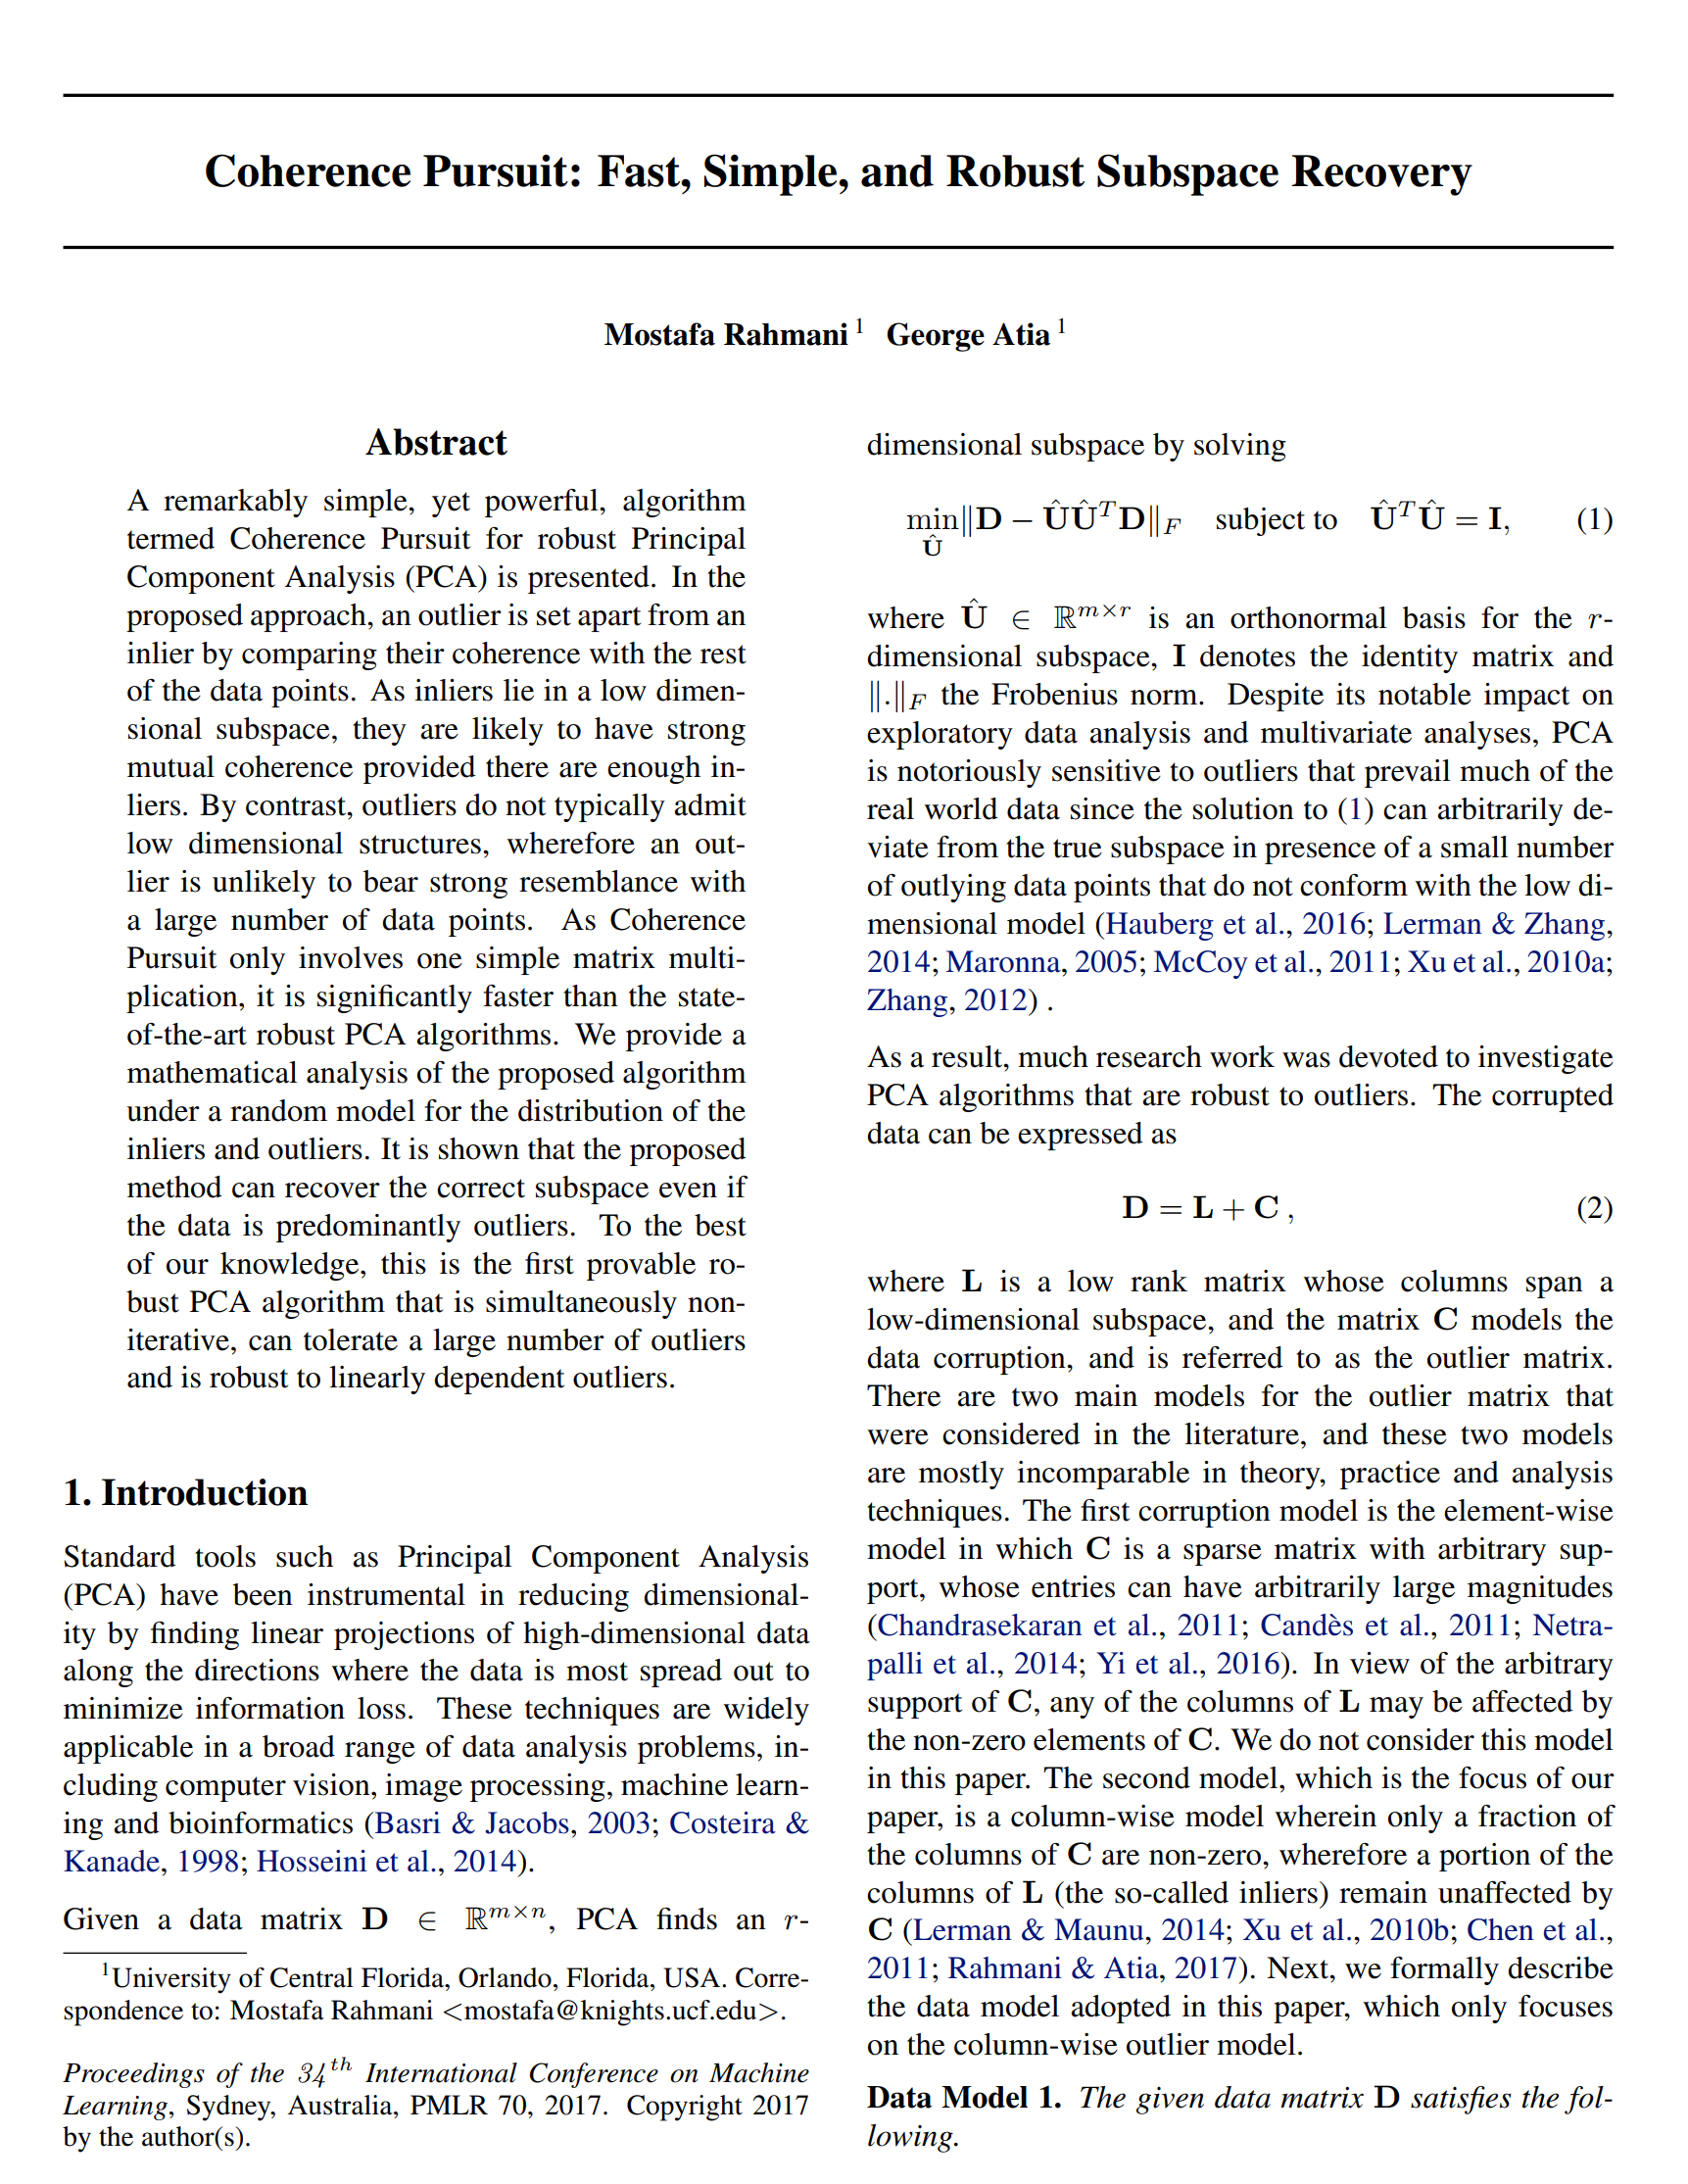 Coherence Pursuit: Fast, Simple, and Robust Subspace Recovery
Mostafa Rahmani 1 George Atia 1
Abstract
A remarkably simple, yet powerful, algorithm
termed Coherence Pursuit for robust Principal
Component Analysis (PCA) is presented. In the
proposed approach, an outlier is set apart from an
inlier by comparing their coherence with the rest
of the data points. As inliers lie in a low dimen-
sional subspace, they are likely to have strong
mutual coherence provided there are enough in-
liers. By contrast, outliers do not typically admit
low dimensional structures, wherefore an out-
lier is unlikely to bear strong resemblance with
a large number of data points. As Coherence
Pursuit only involves one simple matrix multi-
plication, it is significantly faster than the state-
of-the-art robust PCA algorithms. We provide a
mathematical analysis of the proposed algorithm
under a random model for the distribution of the
inliers and outliers. It is shown that the proposed
method can recover the correct subspace even if
the data is predominantly outliers. To the best
of our knowledge, this is the first provable ro-
bust PCA algorithm that is simultaneously non-
iterative, can tolerate a large number of outliers
and is robust to linearly dependent outliers.
1. Introduction
Standard tools such as Principal Component Analysis
(PCA) have been instrumental in reducing dimensional-
ity by finding linear projections of high-dimensional data
along the directions where the data is most spread out to
minimize information loss. These techniques are widely
applicable in a broad range of data analysis problems, in-
cluding computer vision, image processing, machine learn-
ing and bioinformatics (Basri & Jacobs, 2003; Costeira &
Kanade, 1998; Hosseini et al., 2014).
Given a data matrix D ∈ ℝ^{m×n}, PCA finds an r-
1University of Central Florida, Orlando, Florida, USA. Corre-
spondence to: Mostafa Rahmani <mostafa@knights.ucf.edu>.
Proceedings of the 34th International Conference on Machine
Learning, Sydney, Australia, PMLR 70, 2017. Copyright 2017
by the author(s).
dimensional subspace by solving
min_Û ‖D − ÛÛ^T D‖_F subject to Û^T Û = I, (1)
where Û ∈ ℝ^{m×r} is an orthonormal basis for the r-
dimensional subspace, I denotes the identity matrix and
‖.‖_F the Frobenius norm. Despite its notable impact on
exploratory data analysis and multivariate analyses, PCA
is notoriously sensitive to outliers that prevail much of the
real world data since the solution to (1) can arbitrarily de-
viate from the true subspace in presence of a small number
of outlying data points that do not conform with the low di-
mensional model (Hauberg et al., 2016; Lerman & Zhang,
2014; Maronna, 2005; McCoy et al., 2011; Xu et al., 2010a;
Zhang, 2012) .
As a result, much research work was devoted to investigate
PCA algorithms that are robust to outliers. The corrupted
data can be expressed as
D = L + C , (2)
where L is a low rank matrix whose columns span a
low-dimensional subspace, and the matrix C models the
data corruption, and is referred to as the outlier matrix.
There are two main models for the outlier matrix that
were considered in the literature, and these two models
are mostly incomparable in theory, practice and analysis
techniques. The first corruption model is the element-wise
model in which C is a sparse matrix with arbitrary sup-
port, whose entries can have arbitrarily large magnitudes
(Chandrasekaran et al., 2011; Candès et al., 2011; Netra-
palli et al., 2014; Yi et al., 2016). In view of the arbitrary
support of C, any of the columns of L may be affected by
the non-zero elements of C. We do not consider this model
in this paper. The second model, which is the focus of our
paper, is a column-wise model wherein only a fraction of
the columns of C are non-zero, wherefore a portion of the
columns of L (the so-called inliers) remain unaffected by
C (Lerman & Maunu, 2014; Xu et al., 2010b; Chen et al.,
2011; Rahmani & Atia, 2017). Next, we formally describe
the data model adopted in this paper, which only focuses
on the column-wise outlier model.
Data Model 1. The given data matrix D satisfies the fol-
lowing.